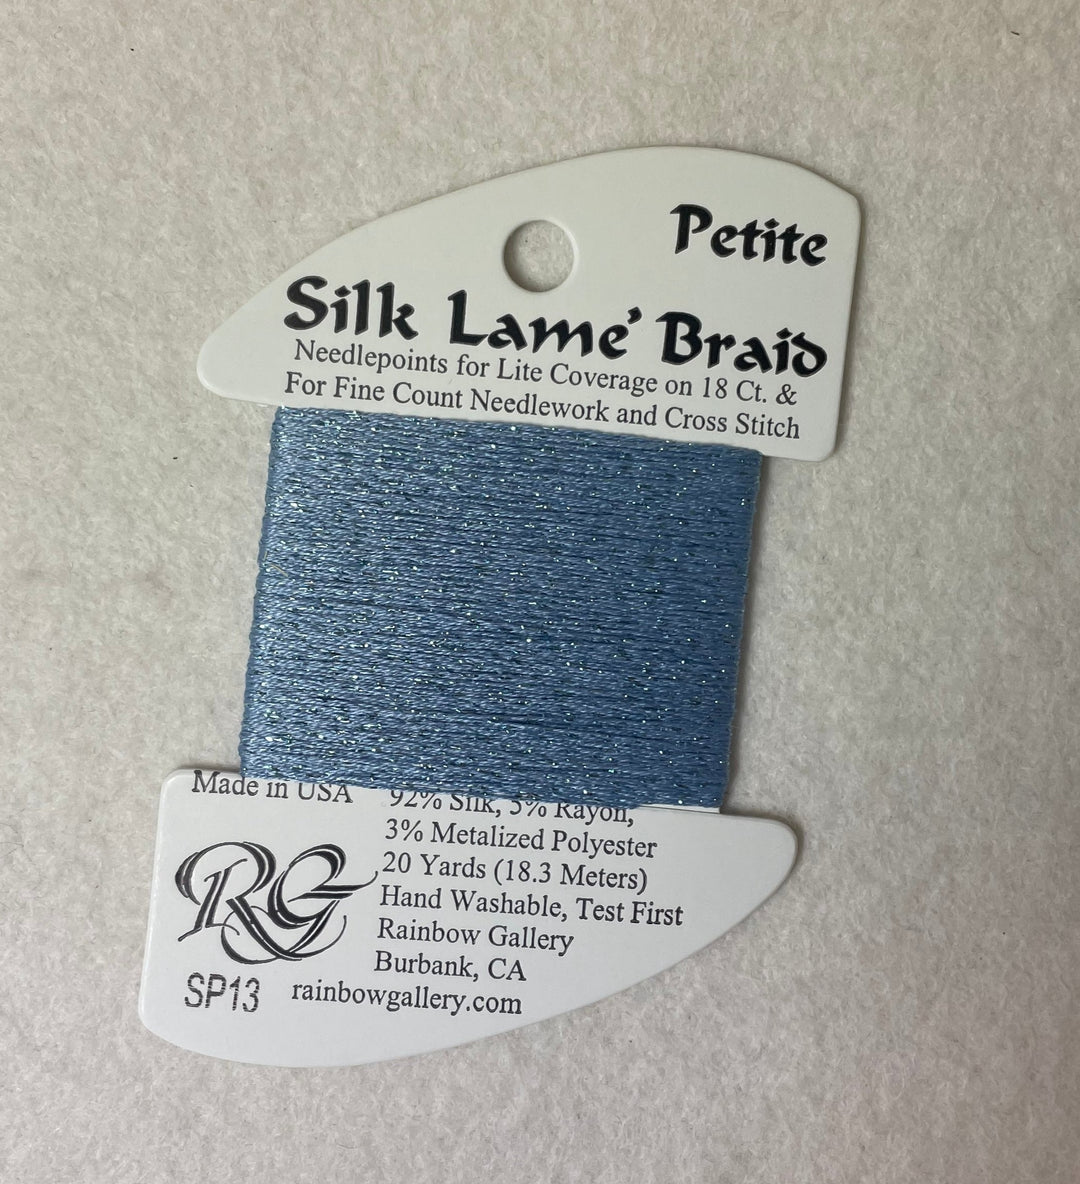 Petite
Silk Lame' Braid
Needlepoints for Lite Coverage on 18 Ct. &
For Fine Count Needlework and Cross Stitch
Made in USA
92% Silk, 5% Rayon,
3% Metalized Polyester
20 Yards (18.3 Meters)
Hand Washable, Test First
Rainbow Gallery
Burbank, CA
RG
SP13
rainbowgallery.com